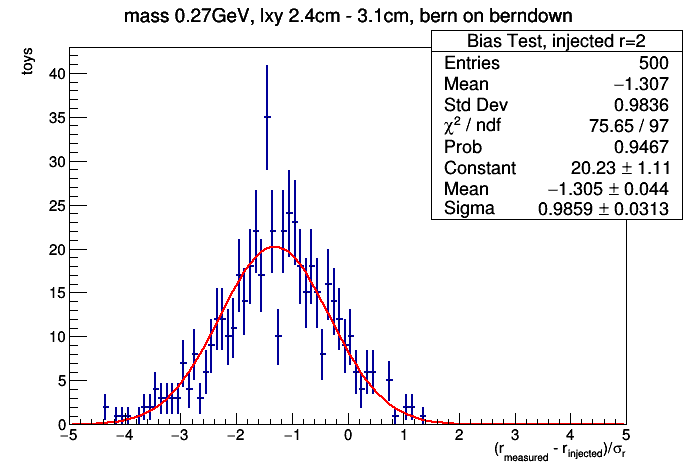 mass 0.27GeV, lxy 2.4cm - 3.1cm, bern on berndown
Bias Test, injected r=2
Entries 500
Mean −1.307
Std Dev 0.9836
χ² / ndf 75.65 / 97
Prob 0.9467
Constant 20.23 ± 1.11
Mean −1.305 ± 0.044
Sigma 0.9859 ± 0.0313
toys
40
35
30
25
20
15
10
5
0
−5 −4 −3 −2 −1 0 1 2 3 4 5
(r_measured - r_injected)/σ_r